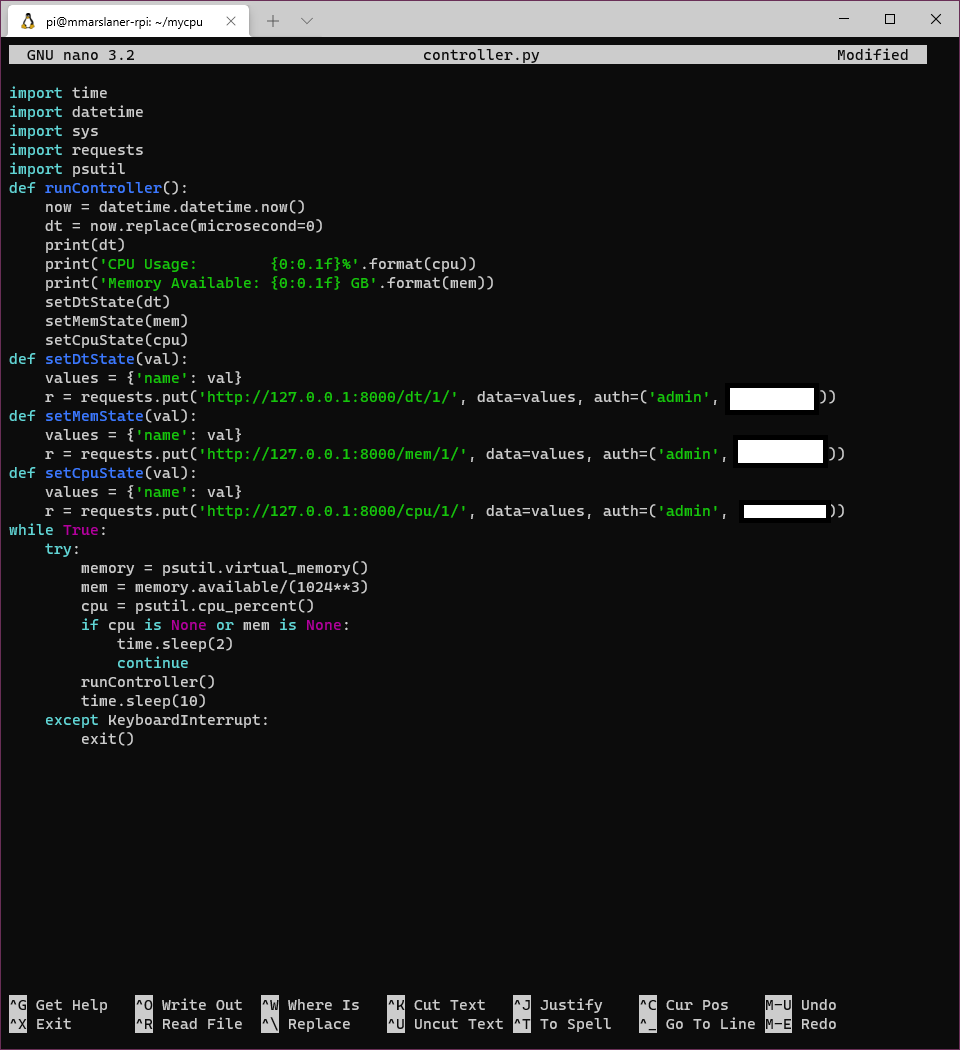 pi@mmarslaner-rpi: ~/mycpu
GNU nano 3.2 controller.py Modified
import time
import datetime
import sys
import requests
import psutil
def runController():
    now = datetime.datetime.now()
    dt = now.replace(microsecond=0)
    print(dt)
    print('CPU Usage:        {0:0.1f}%'.format(cpu))
    print('Memory Available: {0:0.1f} GB'.format(mem))
    setDtState(dt)
    setMemState(mem)
    setCpuState(cpu)
def setDtState(val):
    values = {'name': val}
    r = requests.put('http://127.0.0.1:8000/dt/1/', data=values, auth=('admin', ))
def setMemState(val):
    values = {'name': val}
    r = requests.put('http://127.0.0.1:8000/mem/1/', data=values, auth=('admin', ))
def setCpuState(val):
    values = {'name': val}
    r = requests.put('http://127.0.0.1:8000/cpu/1/', data=values, auth=('admin', ))
while True:
    try:
        memory = psutil.virtual_memory()
        mem = memory.available/(1024**3)
        cpu = psutil.cpu_percent()
        if cpu is None or mem is None:
            time.sleep(2)
            continue
        runController()
        time.sleep(10)
    except KeyboardInterrupt:
        exit()
^G Get Help ^O Write Out ^W Where Is ^K Cut Text ^J Justify ^C Cur Pos M-U Undo
^X Exit ^R Read File ^\ Replace ^U Uncut Text ^T To Spell ^_ Go To Line M-E Redo